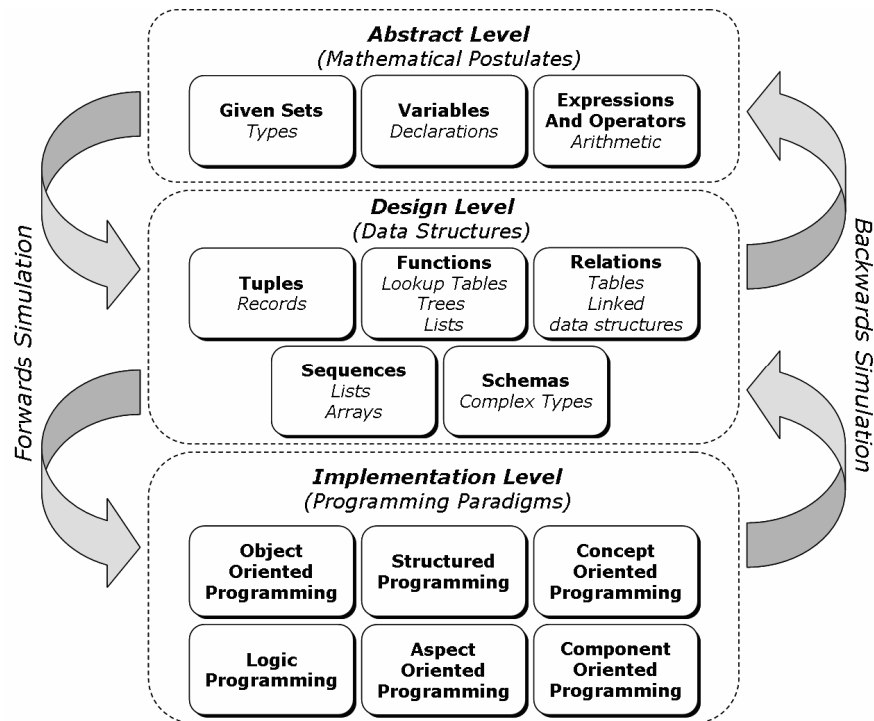 Abstract Level
(Mathematical Postulates)
Given Sets
Types
Variables
Declarations
Expressions
And Operators
Arithmetic
Forwards Simulation
Backwards Simulation
Design Level
(Data Structures)
Tuples
Records
Functions
Lookup Tables
Trees
Lists
Relations
Tables
Linked
data structures
Sequences
Lists
Arrays
Schemas
Complex Types
Implementation Level
(Programming Paradigms)
Object
Oriented
Programming
Structured
Programming
Concept
Oriented
Programming
Logic
Programming
Aspect
Oriented
Programming
Component
Oriented
Programming